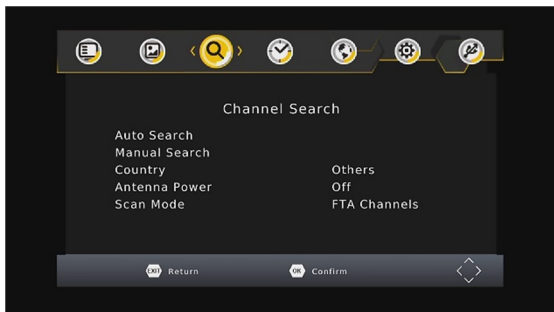 Channel Search
Auto Search
Manual Search
Country Others
Antenna Power Off
Scan Mode FTA Channels
EXIT Return OK Confirm